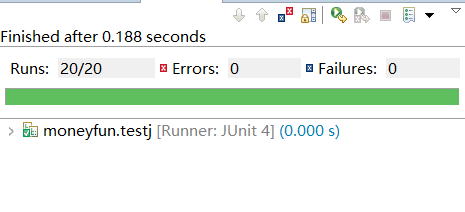 Finished after 0.188 seconds
Runs: 20/20 Errors: 0 Failures: 0
moneyfun.testj [Runner: JUnit 4] (0.000 s)